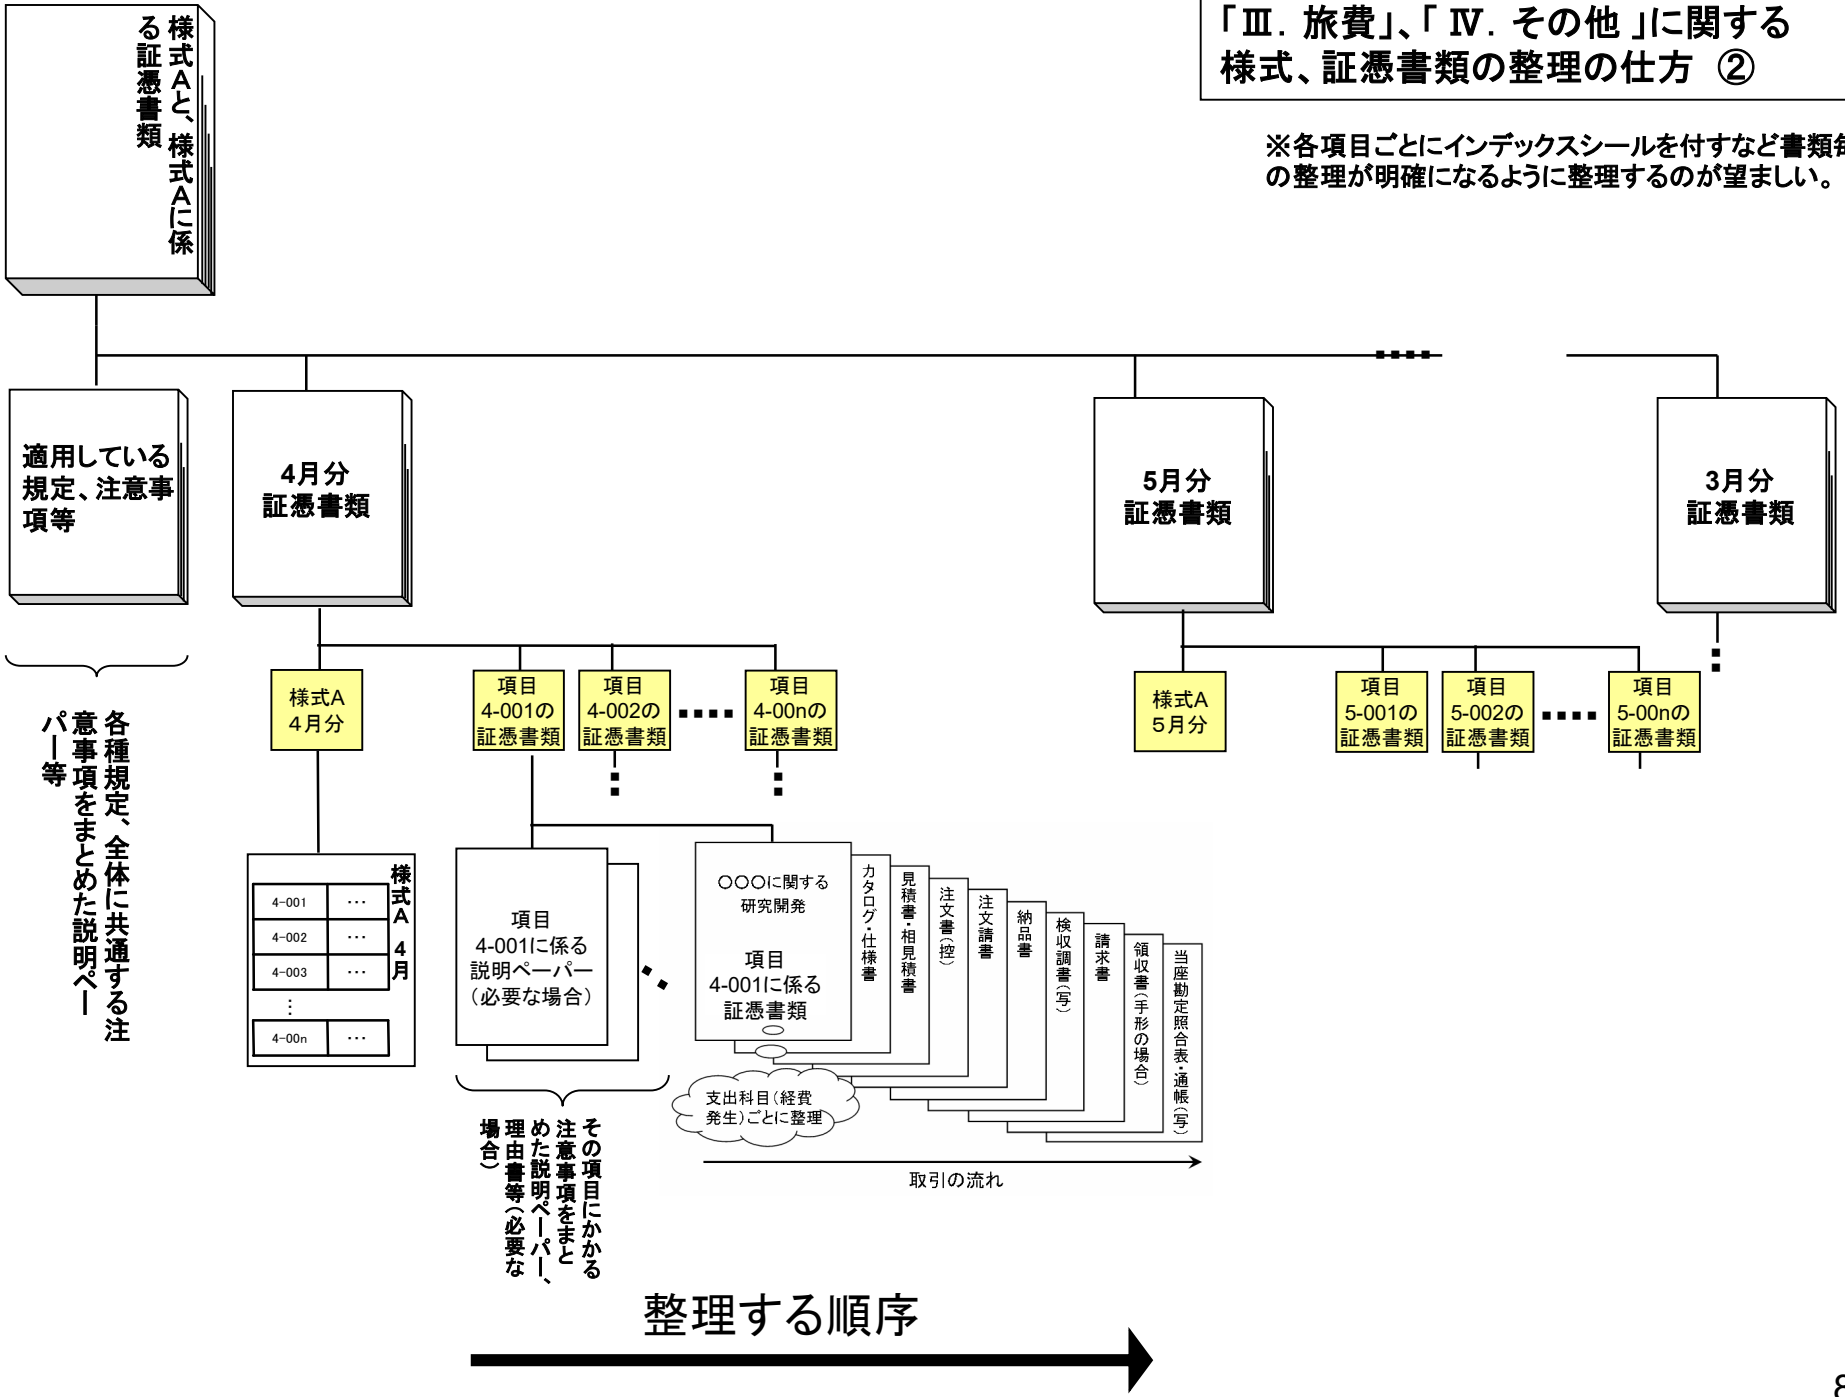 「Ⅲ．旅費」、「Ⅳ．その他」に関する
様式、証憑書類の整理の仕方　②
※各項目ごとにインデックスシールを付すなど書類毎
の整理が明確になるように整理するのが望ましい。
様式Aと、様式Aに係
る証憑書類
適用している
規定、注意事
項等
4月分
証憑書類
5月分
証憑書類
3月分
証憑書類
各種規定、全体に共通する注
意事項をまとめた説明ペー
パー等
様式A
4月分
項目
4-001の
証憑書類
項目
4-002の
証憑書類
項目
4-00nの
証憑書類
様式A
5月分
項目
5-001の
証憑書類
項目
5-002の
証憑書類
項目
5-00nの
証憑書類
様式A　4月
4-001 …
4-002 …
4-003 …
⋮
4-00n …
項目
4-001に係る
説明ペーパー
（必要な場合）
〇〇〇に関する
研究開発
項目
4-001に係る
証憑書類
カタログ・仕様書
見積書・相見積書
注文書（控）
注文請書
納品書
検収調書（写）
請求書
領収書（手形の場合）
当座勘定照合表・通帳（写）
支出科目（経費
発生）ごとに整理
取引の流れ
その項目にかかる
注意事項をまと
めた説明ペーパー、
理由書等（必要な
場合）
整理する順序